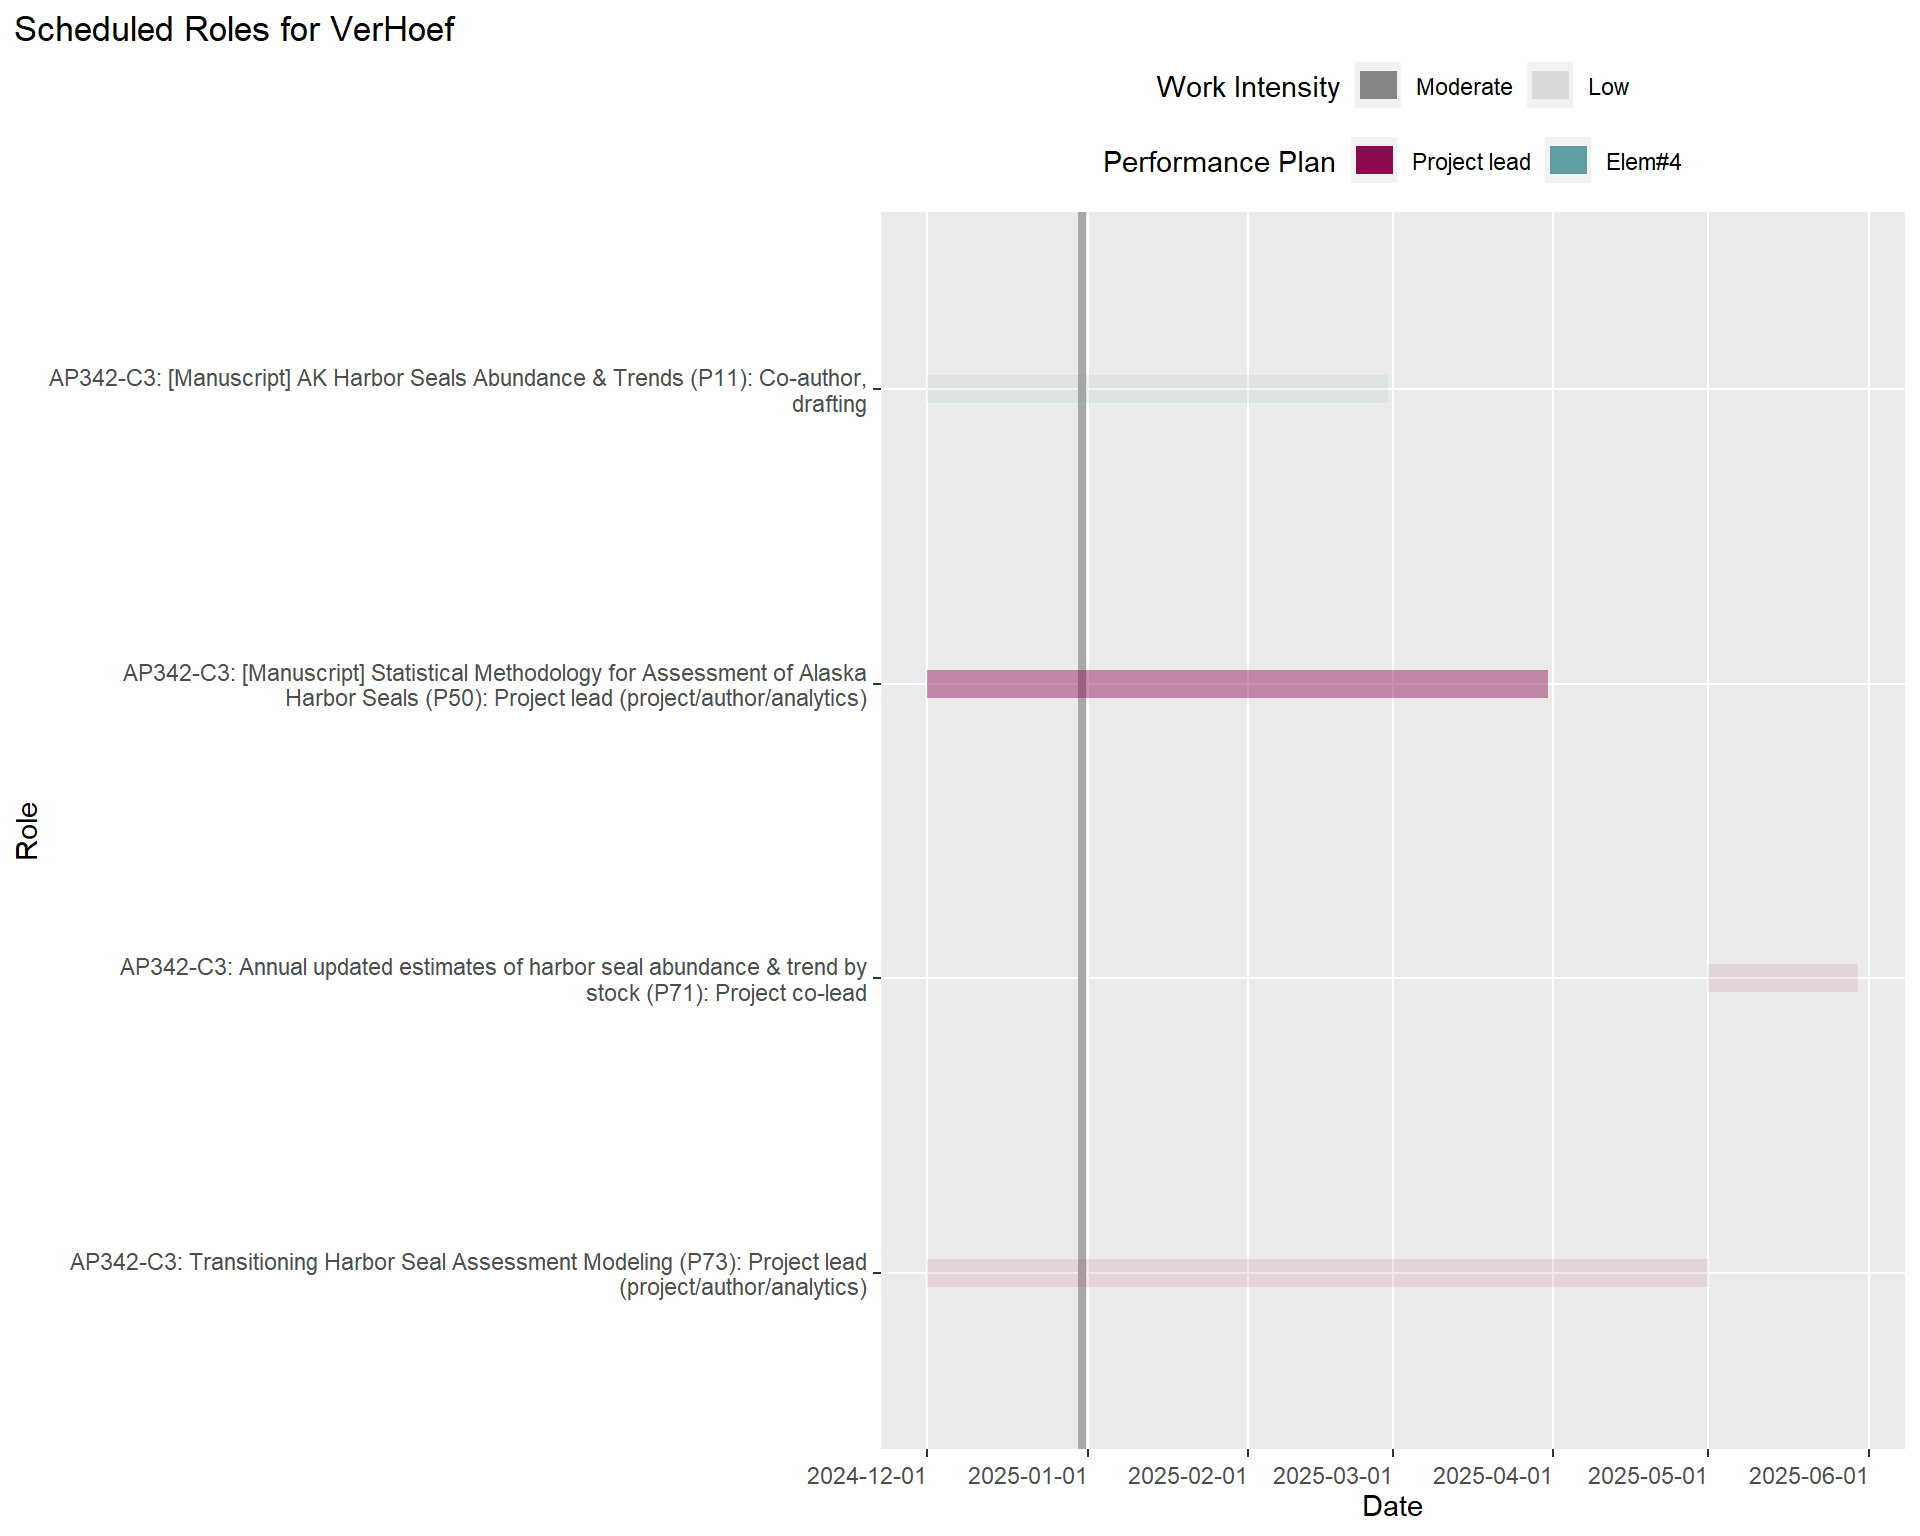 Scheduled Roles for VerHoef
Work Intensity Moderate Low
Performance Plan Project lead Elem#4
AP342-C3: [Manuscript] AK Harbor Seals Abundance & Trends (P11): Co-author,
drafting
AP342-C3: [Manuscript] Statistical Methodology for Assessment of Alaska
Harbor Seals (P50): Project lead (project/author/analytics)
Role
AP342-C3: Annual updated estimates of harbor seal abundance & trend by
stock (P71): Project co-lead
AP342-C3: Transitioning Harbor Seal Assessment Modeling (P73): Project lead
(project/author/analytics)
2024-12-01 2025-01-01 2025-02-01 2025-03-01 2025-04-01 2025-05-01 2025-06-01
Date